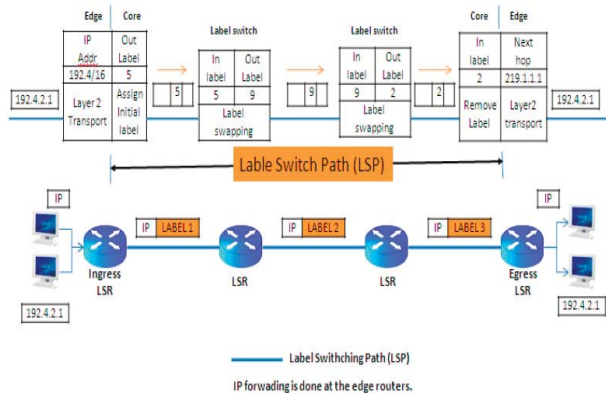 Edge Core
Label switch
Label switch
Core Edge
IP Addr
Out Label
192.4/16
5
Layer 2 Transport
Assign Initial label
In label
Out Label
5
9
Label swapping
In label
Out Label
9
2
Label swapping
In label
Next hop
2
219.1.1.1
Remove Label
Layer2 transport
192.4.2.1
5
9
2
192.4.2.1
Lable Switch Path (LSP)
IP
IP LABEL 1
IP LABEL 2
IP LABEL 3
IP
Ingress LSR
LSR
LSR
Egress LSR
192.4.2.1
192.4.2.1
Label Swithching Path (LSP)
IP forwading is done at the edge routers.